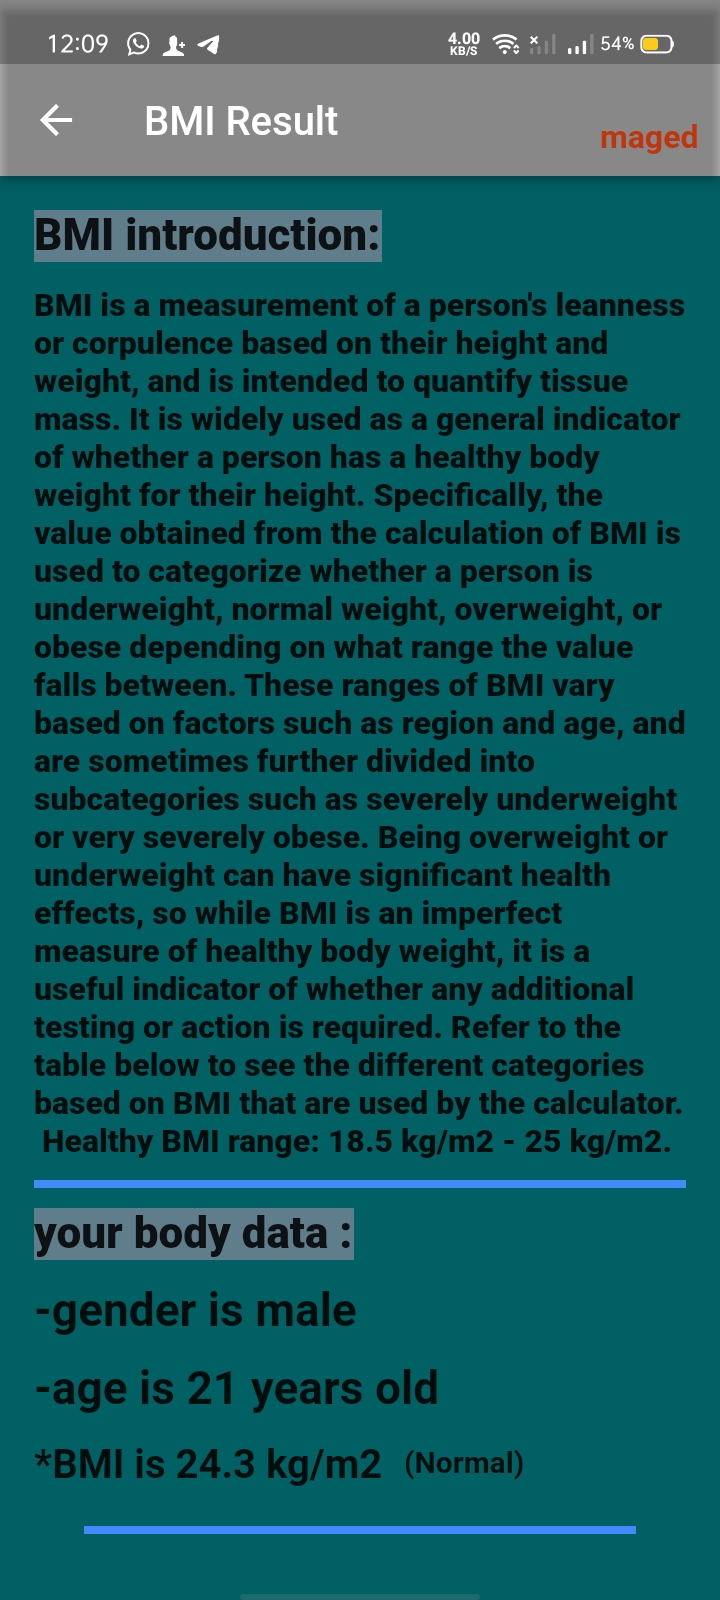 12:09
4.00
KB/S
x
54%
BMI Result
maged
BMI introduction:
BMI is a measurement of a person's leanness
or corpulence based on their height and
weight, and is intended to quantify tissue
mass. It is widely used as a general indicator
of whether a person has a healthy body
weight for their height. Specifically, the
value obtained from the calculation of BMI is
used to categorize whether a person is
underweight, normal weight, overweight, or
obese depending on what range the value
falls between. These ranges of BMI vary
based on factors such as region and age, and
are sometimes further divided into
subcategories such as severely underweight
or very severely obese. Being overweight or
underweight can have significant health
effects, so while BMI is an imperfect
measure of healthy body weight, it is a
useful indicator of whether any additional
testing or action is required. Refer to the
table below to see the different categories
based on BMI that are used by the calculator.
Healthy BMI range: 18.5 kg/m2 - 25 kg/m2.
your body data :
-gender is male
-age is 21 years old
*BMI is 24.3 kg/m2 (Normal)